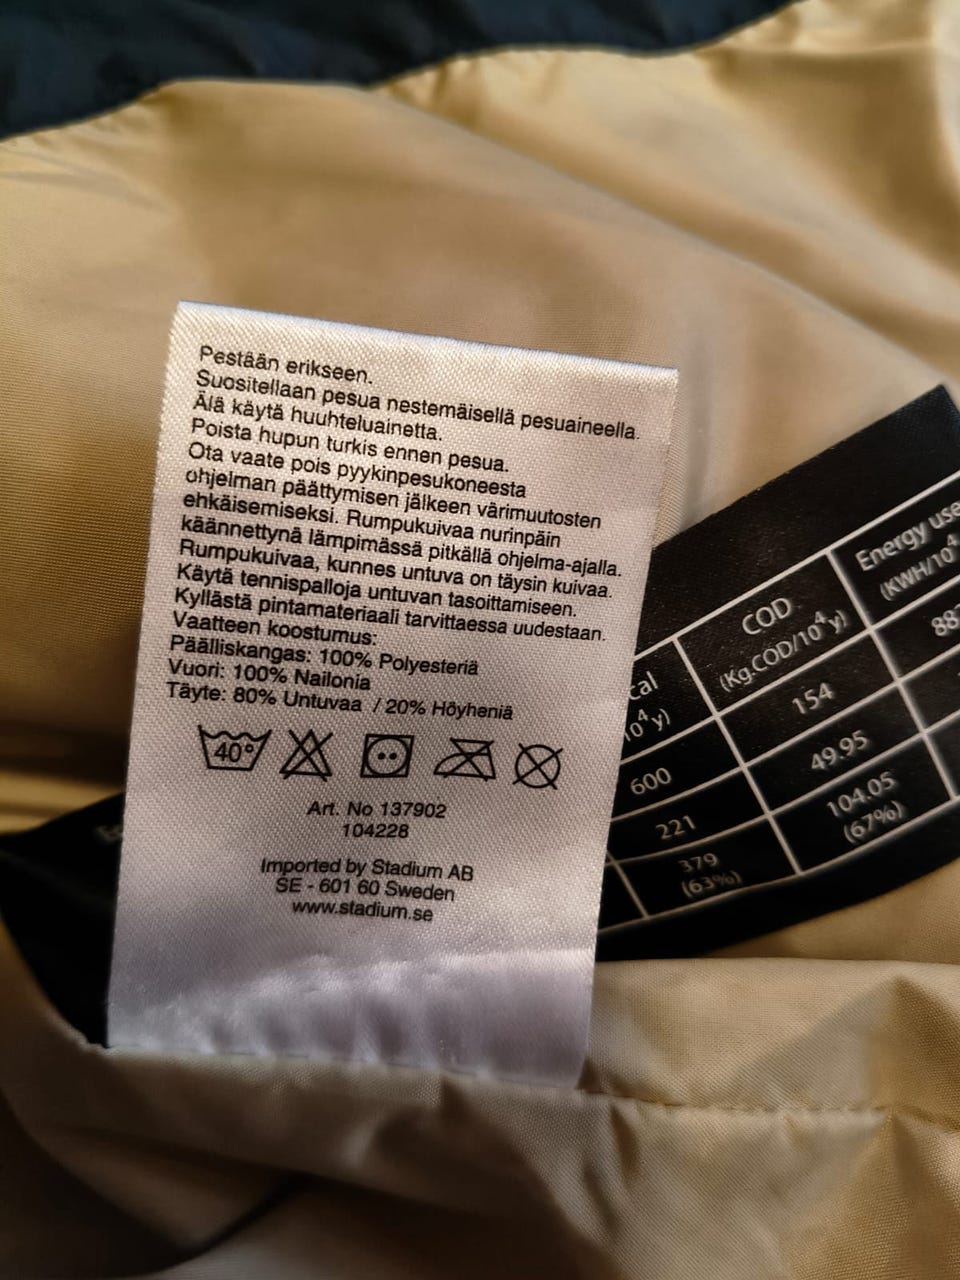 Pestään erikseen.
Suositellaan pesua nestemäisellä pesuaineella.
Älä käytä huuhteluainetta.
Poista hupun turkis ennen pesua.
Ota vaate pois pyykinpesukoneesta
ohjelman päättymisen jälkeen värimuutosten
ehkäisemiseksi. Rumpukuivaa nurinpäin
käännettynä lämpimässä pitkällä ohjelma-ajalla.
Rumpukuivaa, kunnes untuva on täysin kuivaa.
Käytä tennispalloja untuvan tasoittamiseen.
Kyllästä pintamateriaali tarvittaessa uudestaan.
Vaatteen koostumus:
Päälliskangas: 100% Polyesteriä
Vuori: 100% Nailonia
Täyte: 80% Untuvaa / 20% Höyheniä
40°
Art. No 137902
104228
Imported by Stadium AB
SE - 601 60 Sweden
www.stadium.se
COD
(Kg.COD/10⁴y)
Energy use
(KWH/10⁴
600
154
221
49.95
379
(63%)
104.05
(67%)